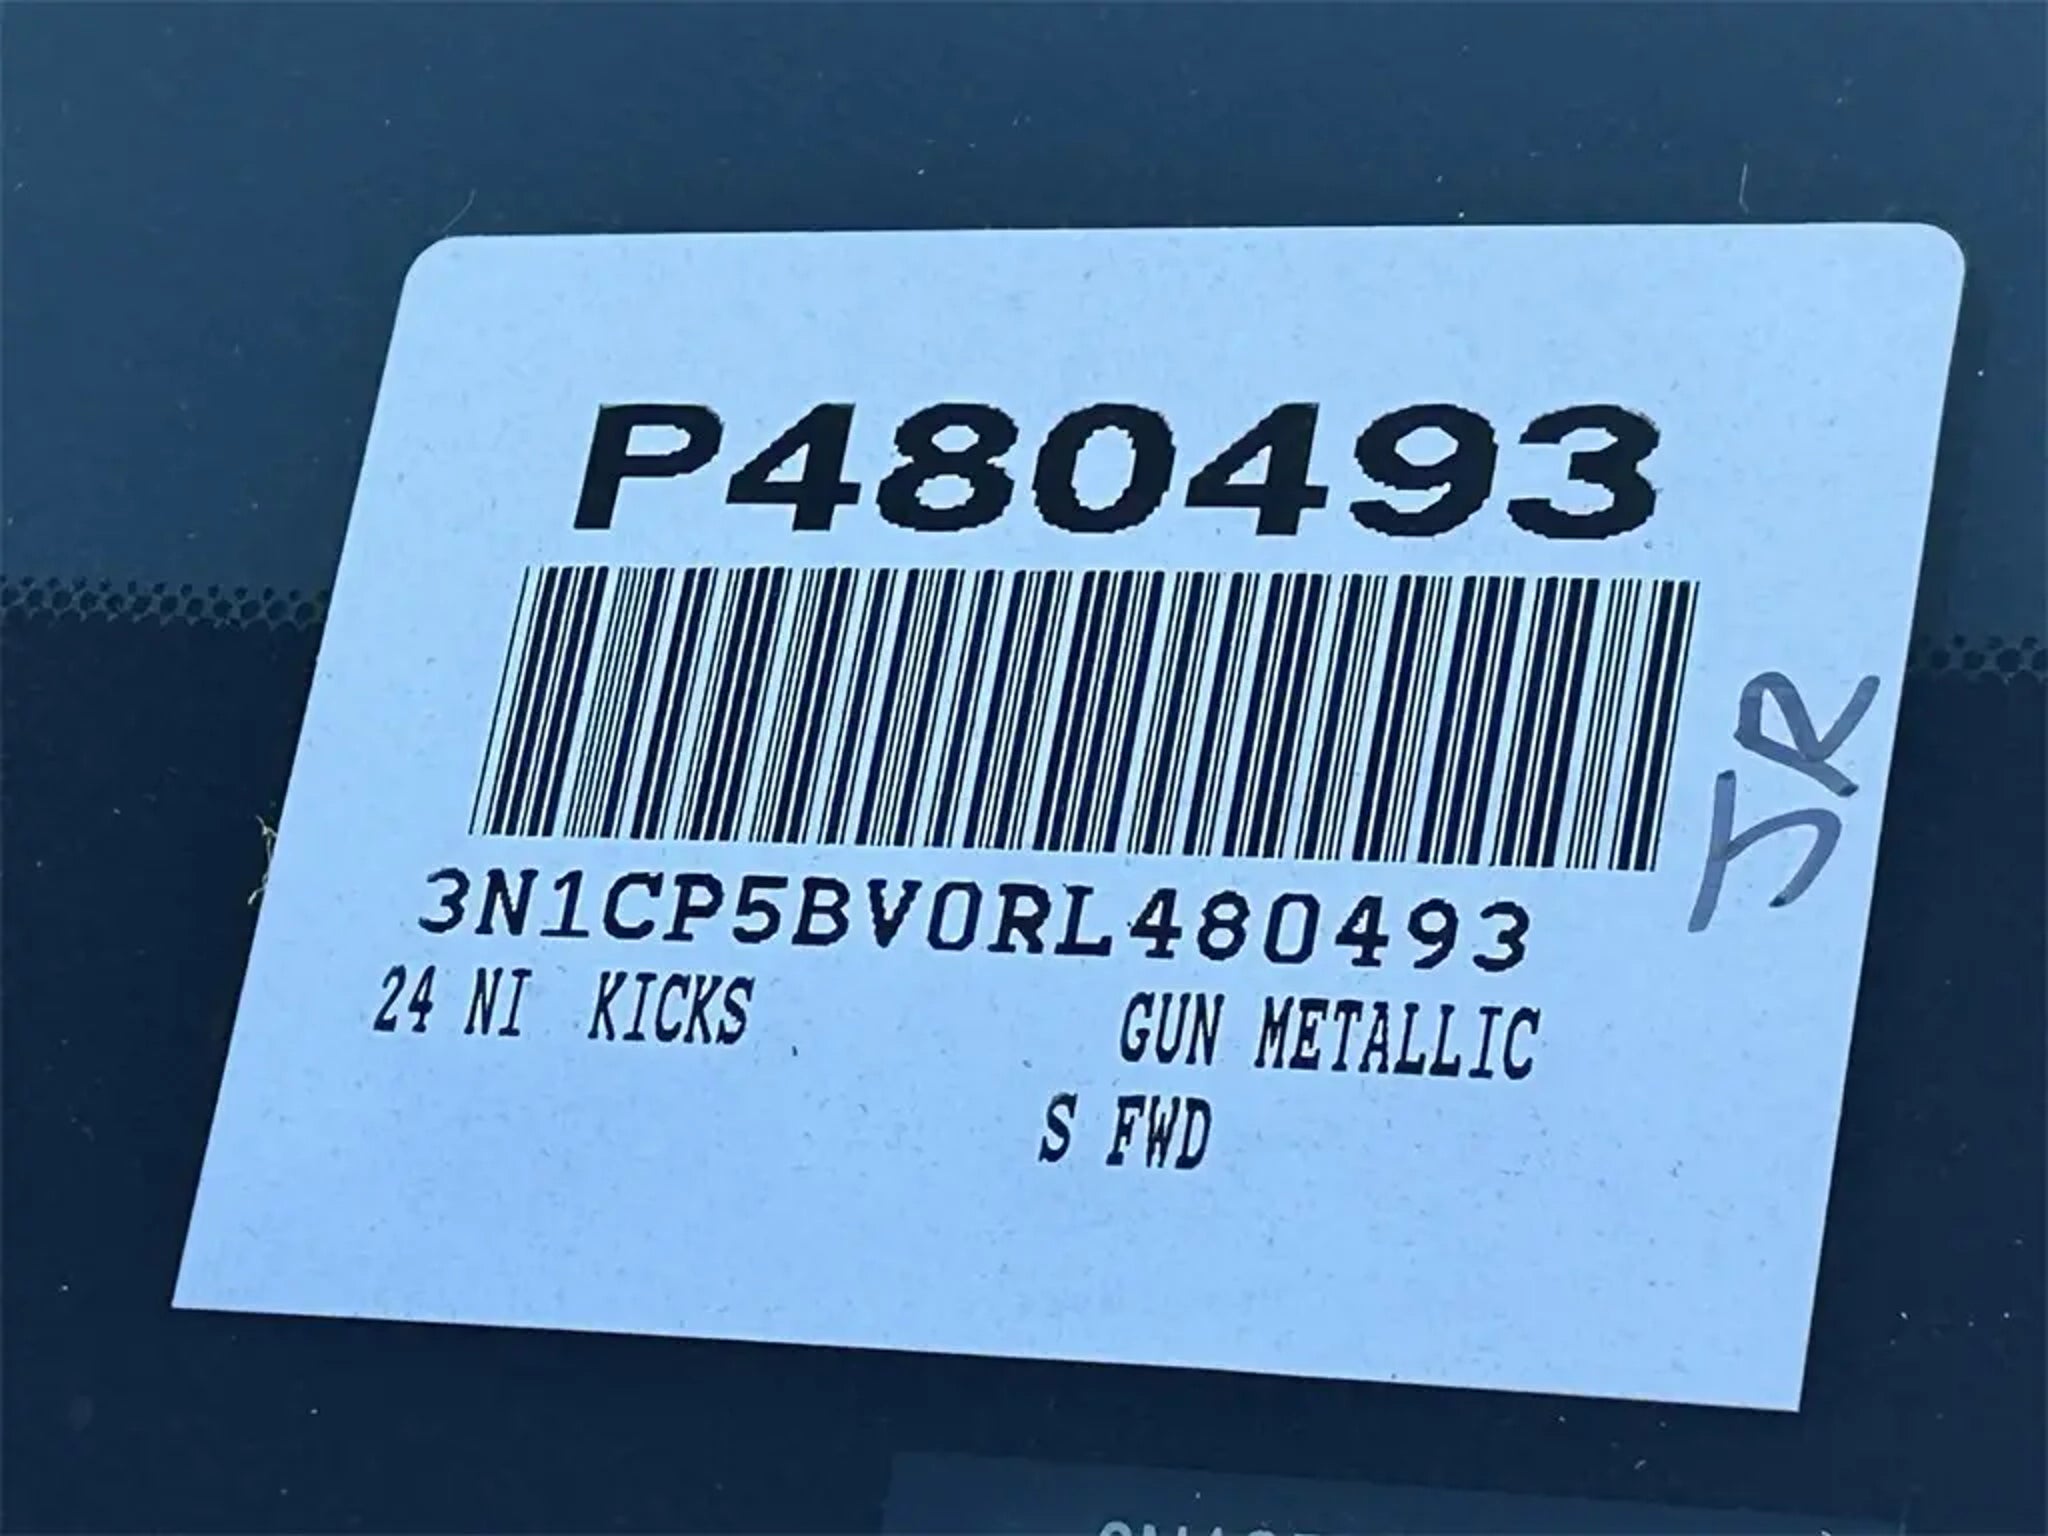 P480493
3N1CP5BV0RL480493
24 NI KICKS GUN METALLIC
S FWD
JR